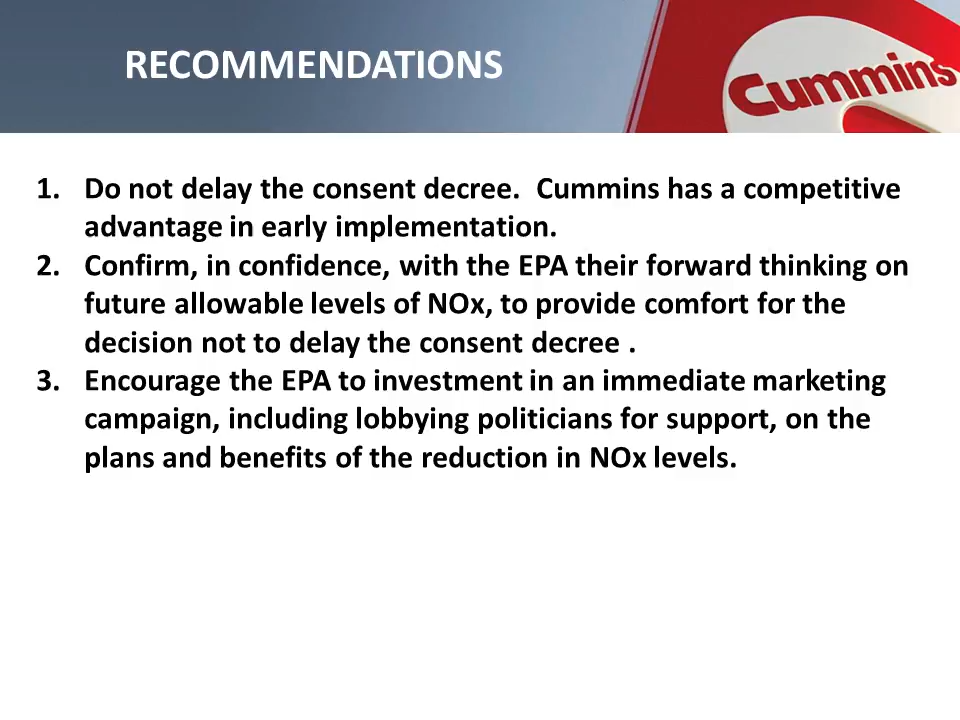 RECOMMENDATIONS
Cummins
1. Do not delay the consent decree.  Cummins has a competitive
advantage in early implementation.
2. Confirm, in confidence, with the EPA their forward thinking on
future allowable levels of NOx, to provide comfort for the
decision not to delay the consent decree .
3. Encourage the EPA to investment in an immediate marketing
campaign, including lobbying politicians for support, on the
plans and benefits of the reduction in NOx levels.